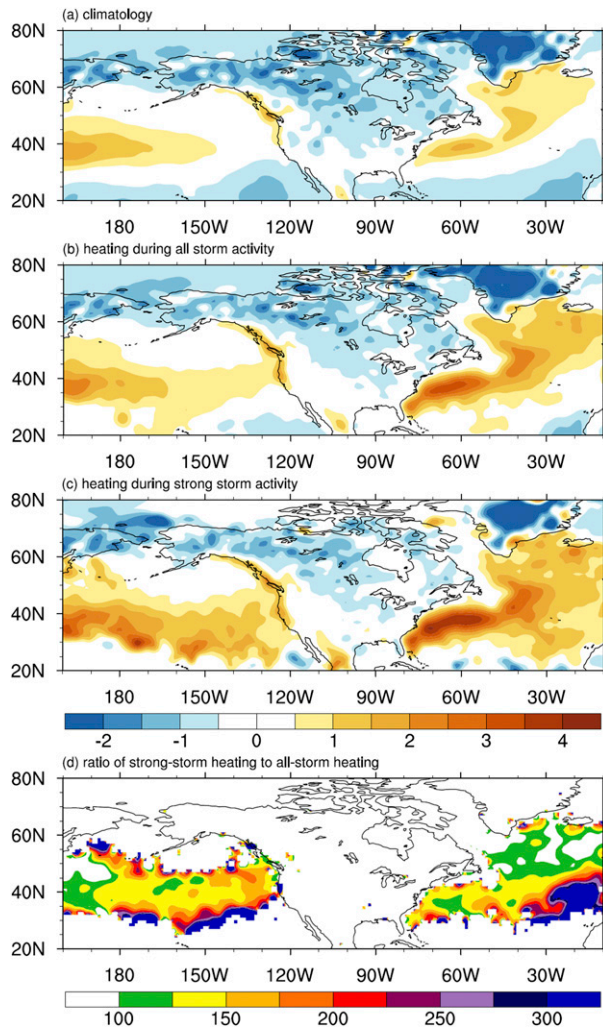 (a) climatology
80N
60N
40N
20N
180 150W 120W 90W 60W 30W
(b) heating during all storm activity
80N
60N
40N
20N
180 150W 120W 90W 60W 30W
(c) heating during strong storm activity
80N
60N
40N
20N
180 150W 120W 90W 60W 30W
-2 -1 0 1 2 3 4
(d) ratio of strong-storm heating to all-storm heating
80N
60N
40N
20N
180 150W 120W 90W 60W 30W
100 150 200 250 300